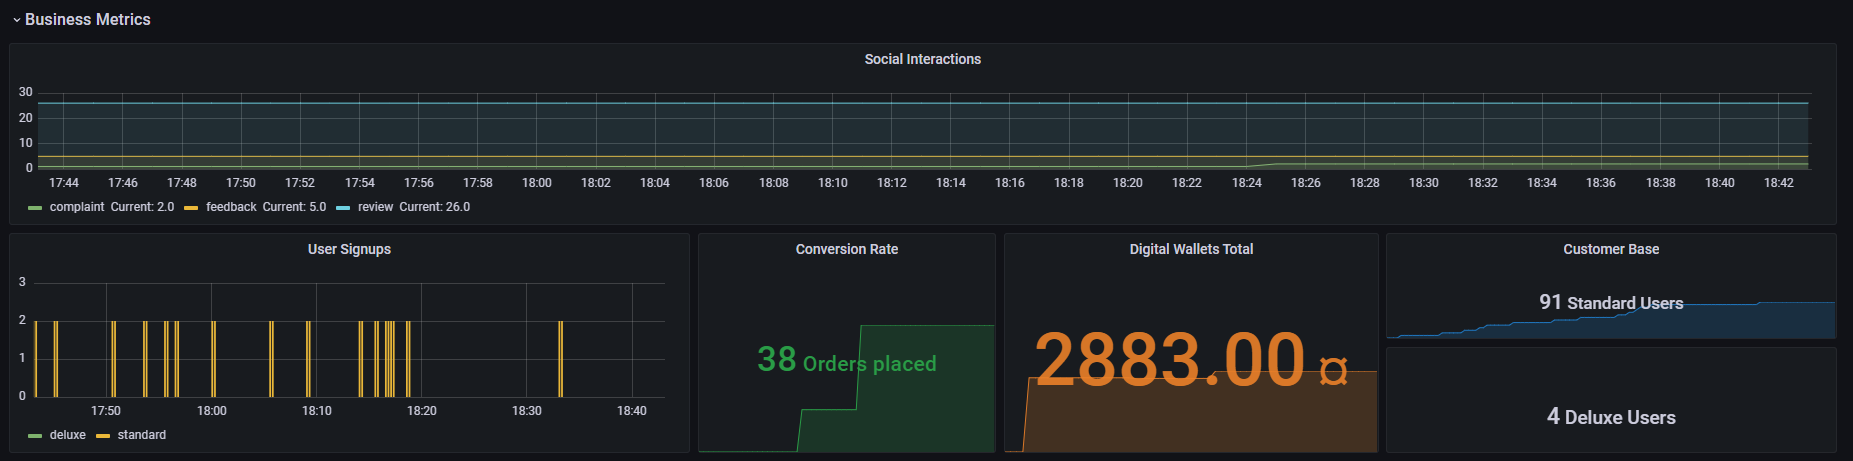 Business Metrics
Social Interactions
30
20
10
0
17:44 17:46 17:48 17:50 17:52 17:54 17:56 17:58 18:00 18:02 18:04 18:06 18:08 18:10 18:12 18:14 18:16 18:18 18:20 18:22 18:24 18:26 18:28 18:30 18:32 18:34 18:36 18:38 18:40 18:42
complaint Current: 2.0 feedback Current: 5.0 review Current: 26.0
User Signups
3
2
1
0
17:50 18:00 18:10 18:20 18:30 18:40
deluxe standard
Conversion Rate
38 Orders placed
Digital Wallets Total
2883.00 ¤
Customer Base
91 Standard Users
4 Deluxe Users